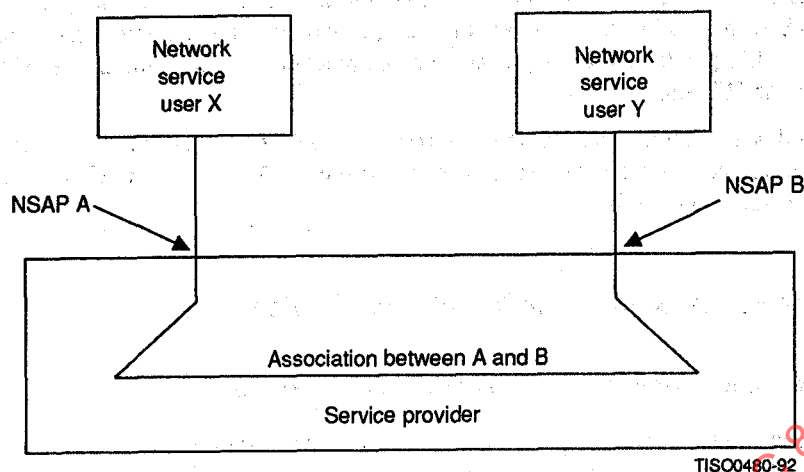 Network
service
user X
Network
service
user Y
NSAP A
NSAP B
Association between A and B
Service provider
TISO0480-92